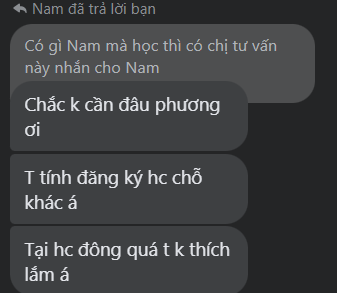 Nam đã trả lời bạn
Có gì Nam mà học thì có chị tư vấn
này nhắn cho Nam
Chắc k cần đâu phương
ơi
T tính đăng ký hc chỗ
khác á
Tại hc đông quá t k thích
lắm á